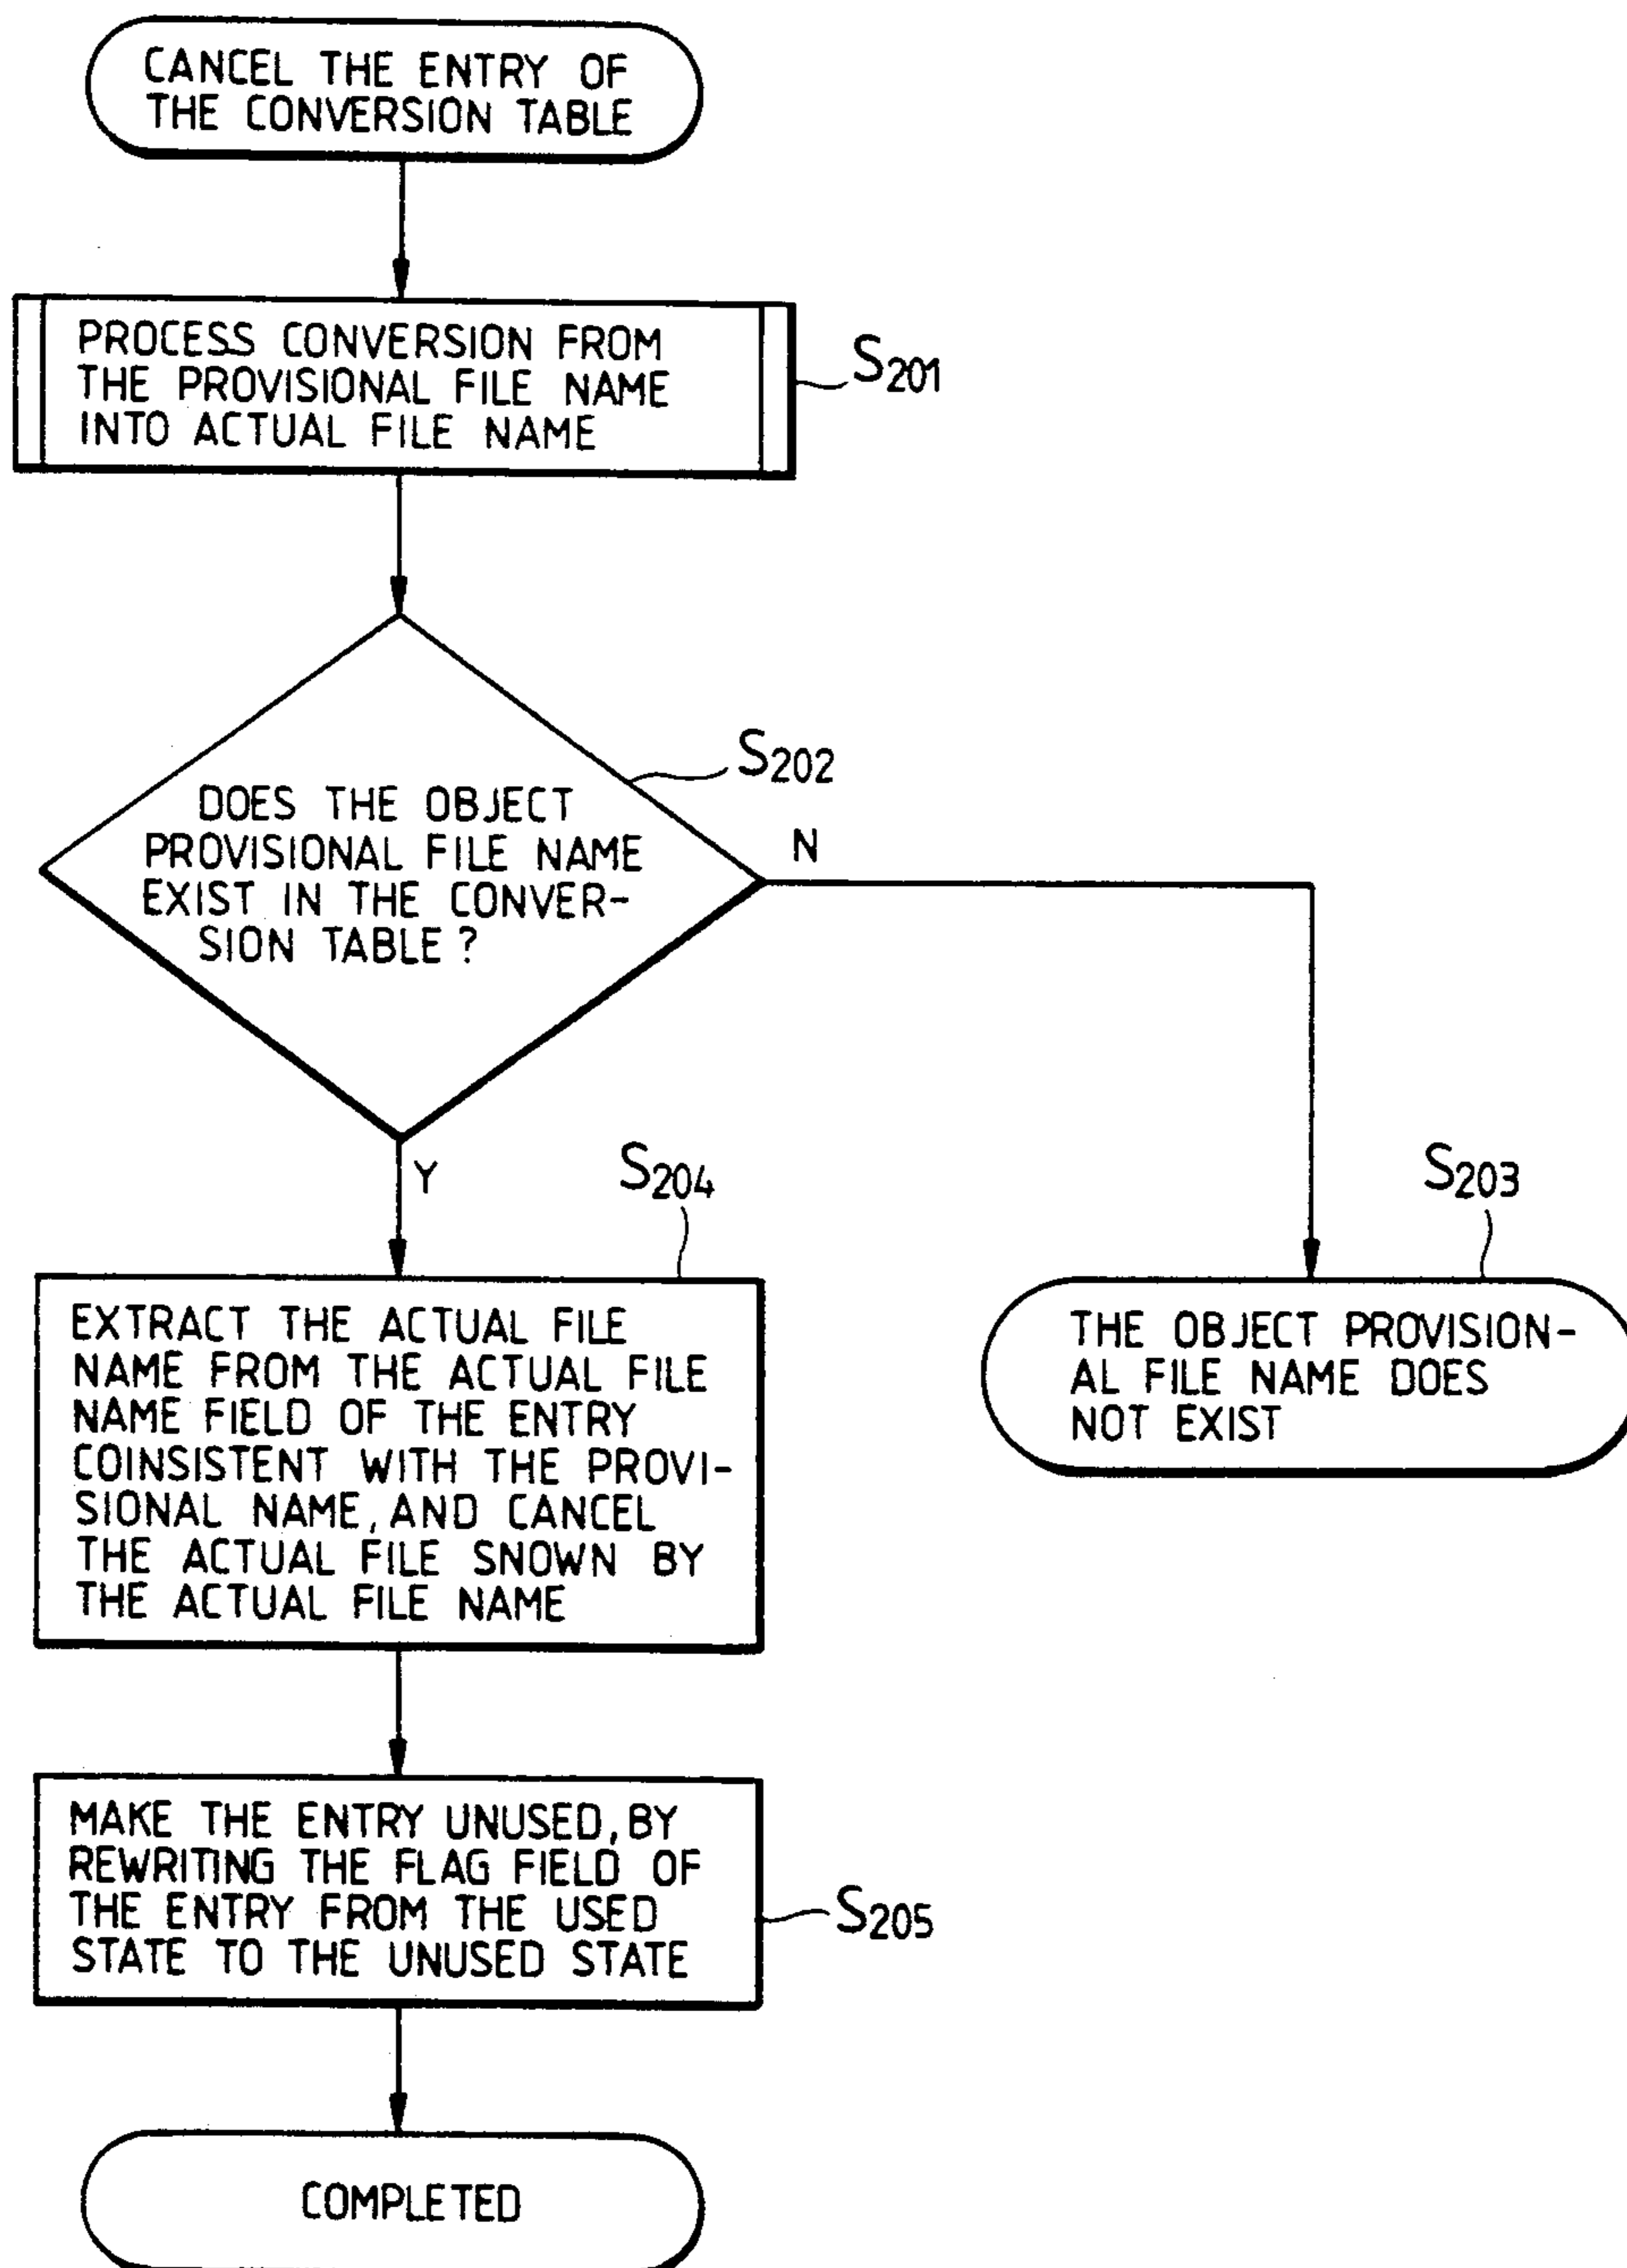 CANCEL THE ENTRY OF
THE CONVERSION TABLE
PROCESS CONVERSION FROM
THE PROVISIONAL FILE NAME
INTO ACTUAL FILE NAME
S201
S202
DOES THE OBJECT
PROVISIONAL FILE NAME
EXIST IN THE CONVER-
SION TABLE?
N
Y
S204
S203
EXTRACT THE ACTUAL FILE
NAME FROM THE ACTUAL FILE
NAME FIELD OF THE ENTRY
COINSISTENT WITH THE PROVI-
SIONAL NAME, AND CANCEL
THE ACTUAL FILE SNOWN BY
THE ACTUAL FILE NAME
THE OBJECT PROVISION-
AL FILE NAME DOES
NOT EXIST
MAKE THE ENTRY UNUSED, BY
REWRITING THE FLAG FIELD OF
THE ENTRY FROM THE USED
STATE TO THE UNUSED STATE
S205
COMPLETED